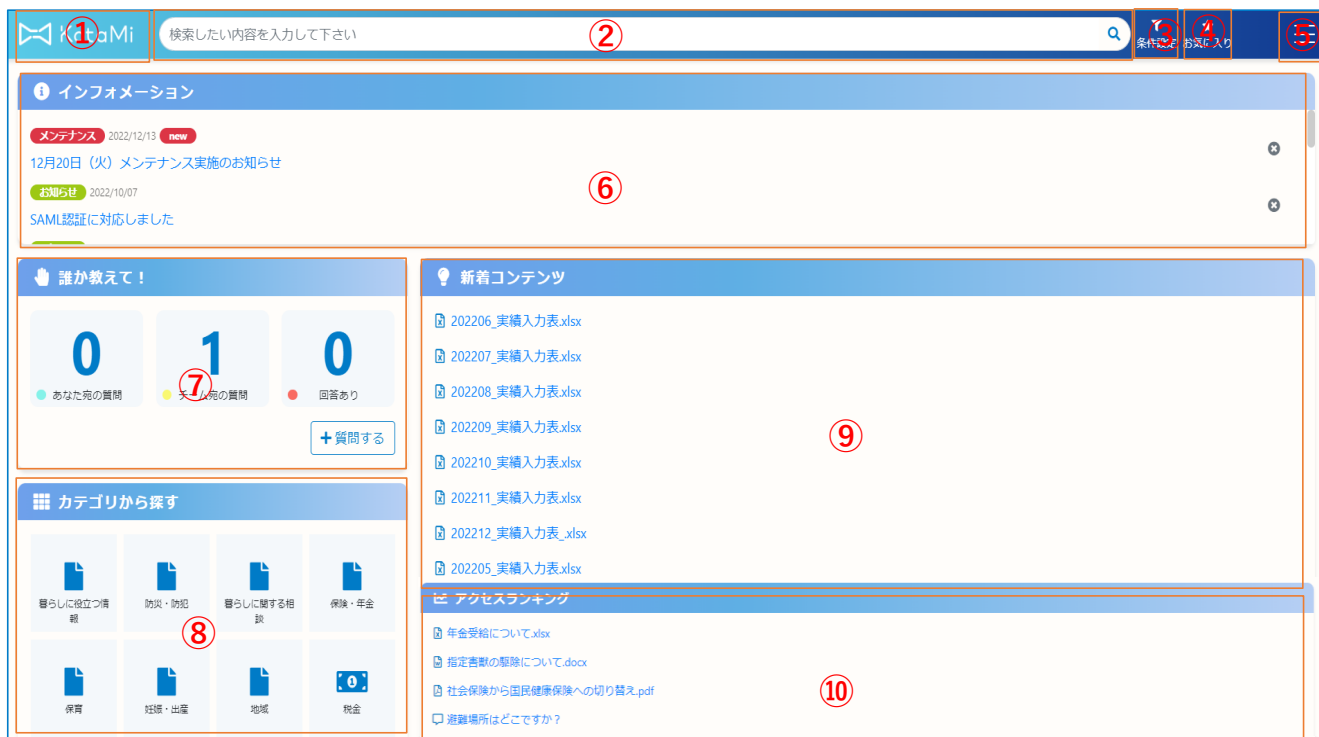 ① KotaMi
検索したい内容を入力して下さい ②
③ 条件設定
④ お気に入り
⑤
インフォメーション
メンテナンス 2022/12/13 new
12月20日（火）メンテナンス実施のお知らせ
⑥
お知らせ 2022/10/07
SAML認証に対応しました
誰か教えて！
0 1 0
⑦
あなた宛の質問 チーム宛の質問 回答あり
+質問する
カテゴリから探す
暮らしに役立つ情報 防災・防犯 暮らしに関する相談 保険・年金
⑧
保育 妊娠・出産 地域 税金
新着コンテンツ
202206_実績入力表.xlsx
202207_実績入力表.xlsx
202208_実績入力表.xlsx
202209_実績入力表.xlsx
⑨
202210_実績入力表.xlsx
202211_実績入力表.xlsx
202212_実績入力表_.xlsx
202205_実績入力表.xlsx
アクセスランキング
年金受給について.xlsx
指定害獣の駆除について.docx
社会保険から国民健康保険への切り替え.pdf
⑩
避難場所はどこですか？